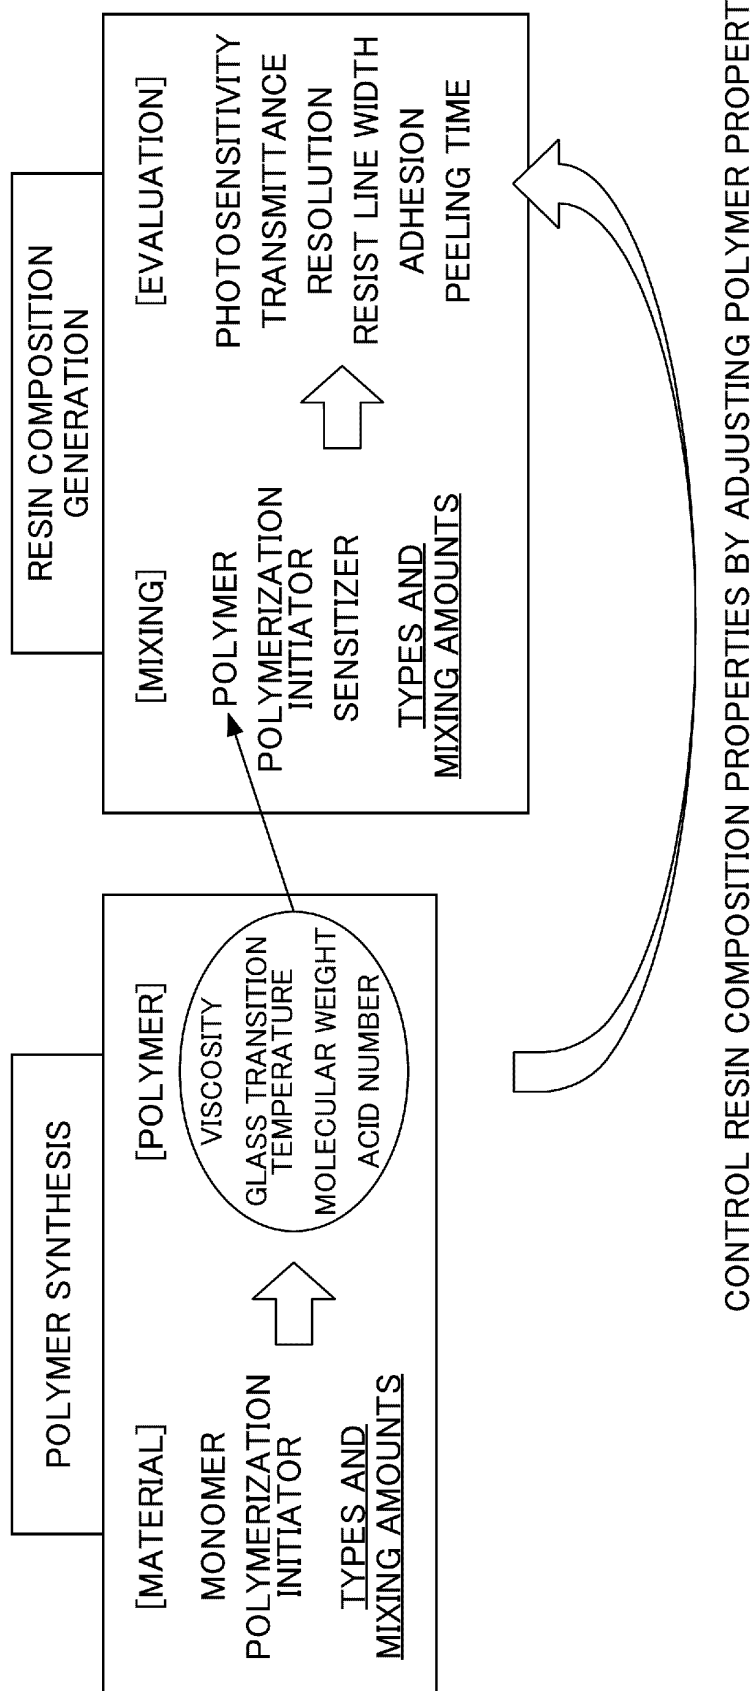 POLYMER SYNTHESIS
[MATERIAL]
MONOMER
POLYMERIZATION
INITIATOR
TYPES AND
MIXING AMOUNTS
[POLYMER]
VISCOSITY
GLASS TRANSITION
TEMPERATURE
MOLECULAR WEIGHT
ACID NUMBER
RESIN COMPOSITION
GENERATION
[MIXING]
POLYMER
POLYMERIZATION
INITIATOR
SENSITIZER
TYPES AND
MIXING AMOUNTS
[EVALUATION]
PHOTOSENSITIVITY
TRANSMITTANCE
RESOLUTION
RESIST LINE WIDTH
ADHESION
PEELING TIME
CONTROL RESIN COMPOSITION PROPERTIES BY ADJUSTING POLYMER PROPERT